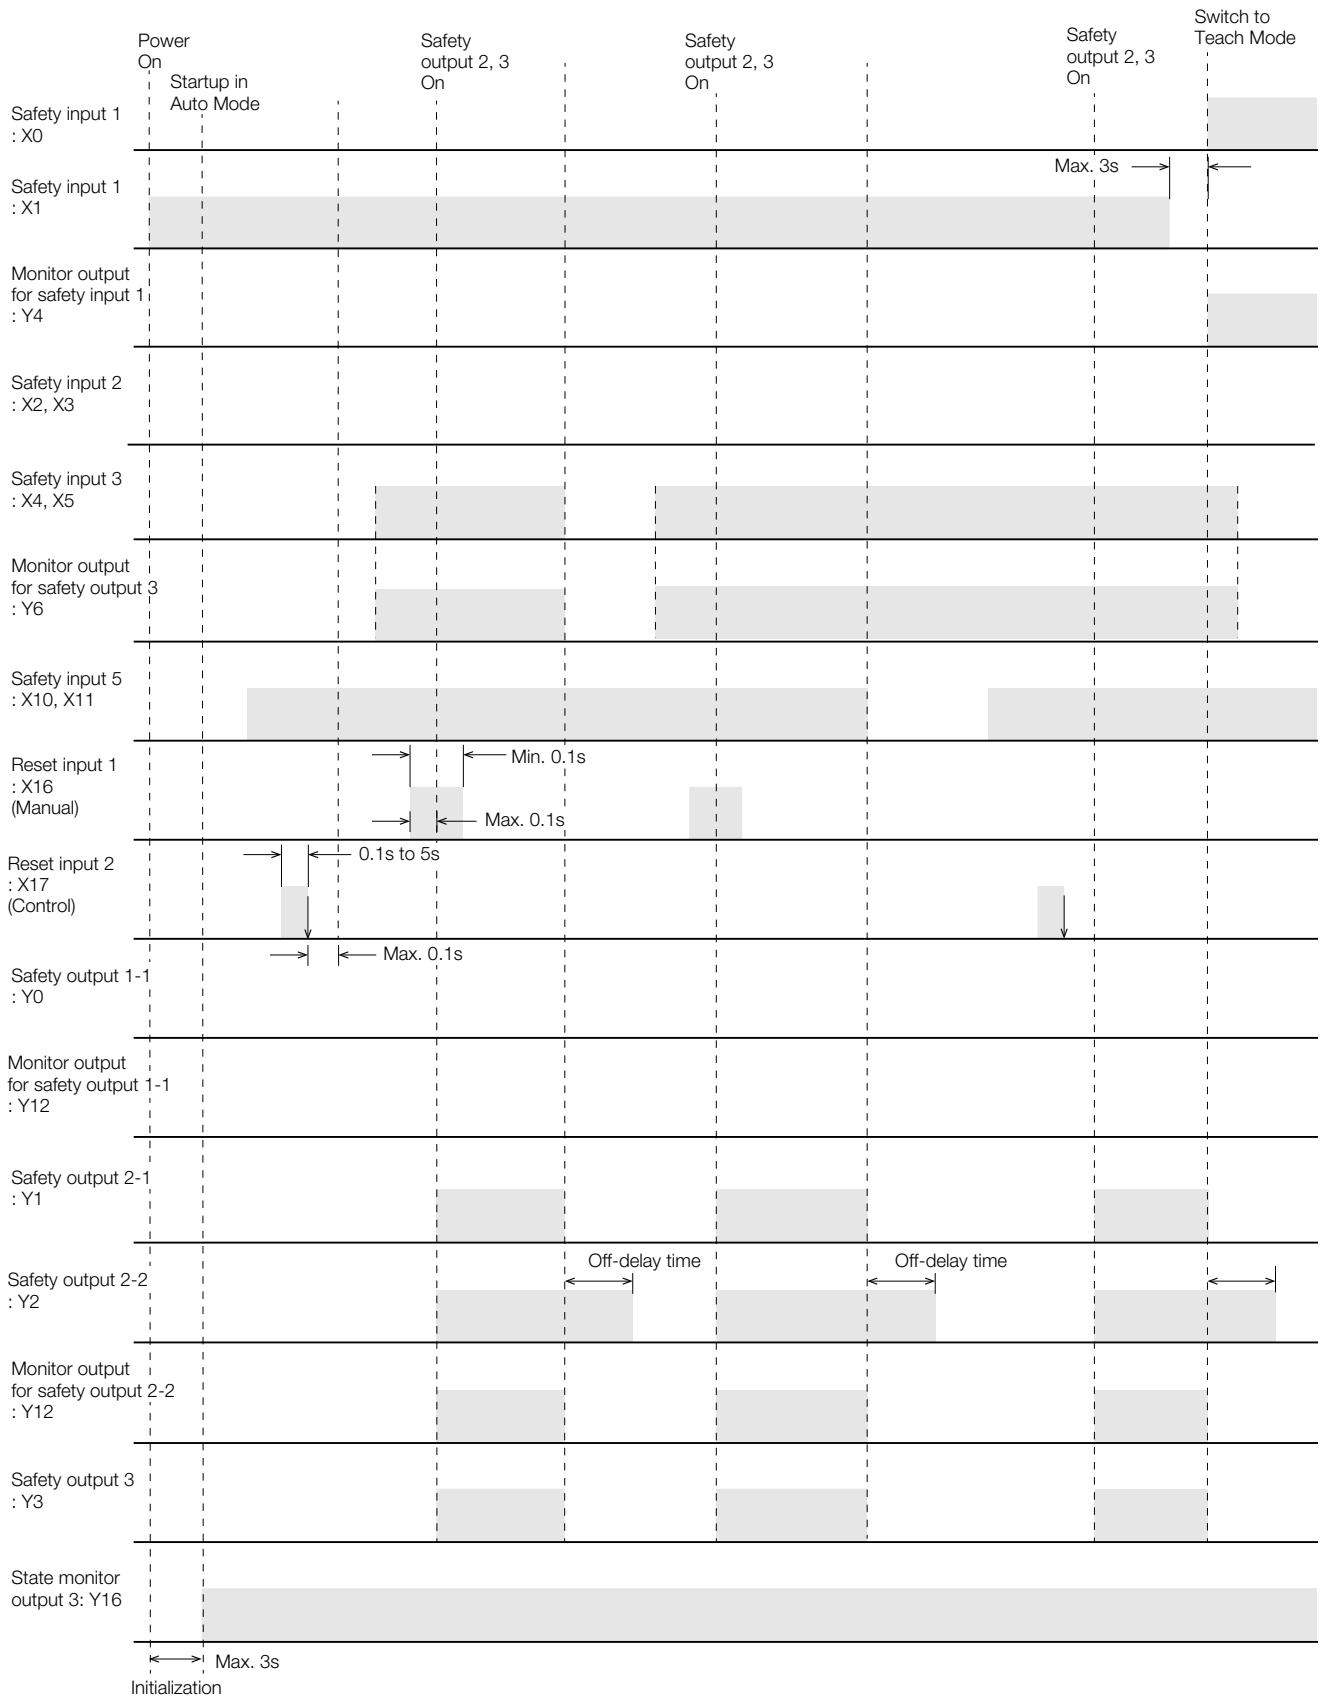 Power
On
Startup in
Auto Mode
Safety
output 2, 3
On
Safety
output 2, 3
On
Safety
output 2, 3
On
Switch to
Teach Mode
Safety input 1
: X0
Safety input 1
: X1
Max. 3s
Monitor output
for safety input 1
: Y4
Safety input 2
: X2, X3
Safety input 3
: X4, X5
Monitor output
for safety output 3
: Y6
Safety input 5
: X10, X11
Reset input 1
: X16
(Manual)
Min. 0.1s
Max. 0.1s
Reset input 2
: X17
(Control)
0.1s to 5s
Max. 0.1s
Safety output 1-1
: Y0
Monitor output
for safety output 1-1
: Y12
Safety output 2-1
: Y1
Safety output 2-2
: Y2
Off-delay time
Off-delay time
Monitor output
for safety output 2-2
: Y12
Safety output 3
: Y3
State monitor
output 3: Y16
Max. 3s
Initialization